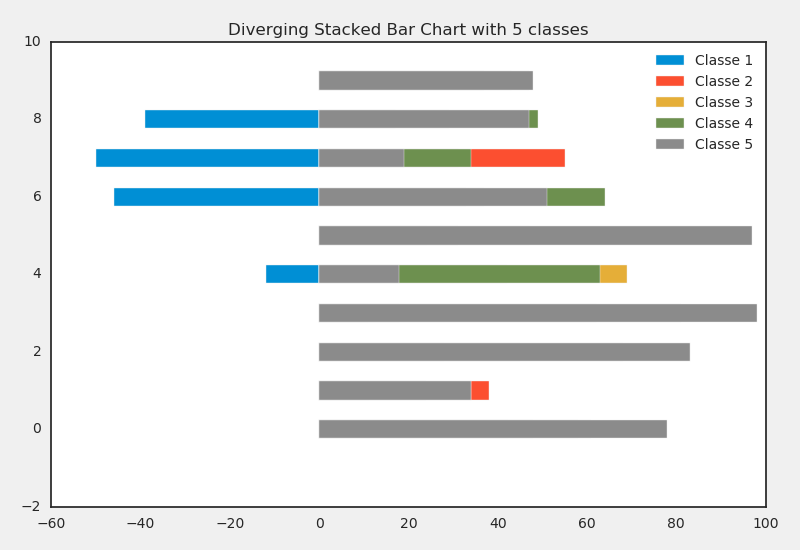 Diverging Stacked Bar Chart with 5 classes
10
8
6
4
2
0
−2
Classe 1
Classe 2
Classe 3
Classe 4
Classe 5
−60 −40 −20 0 20 40 60 80 100